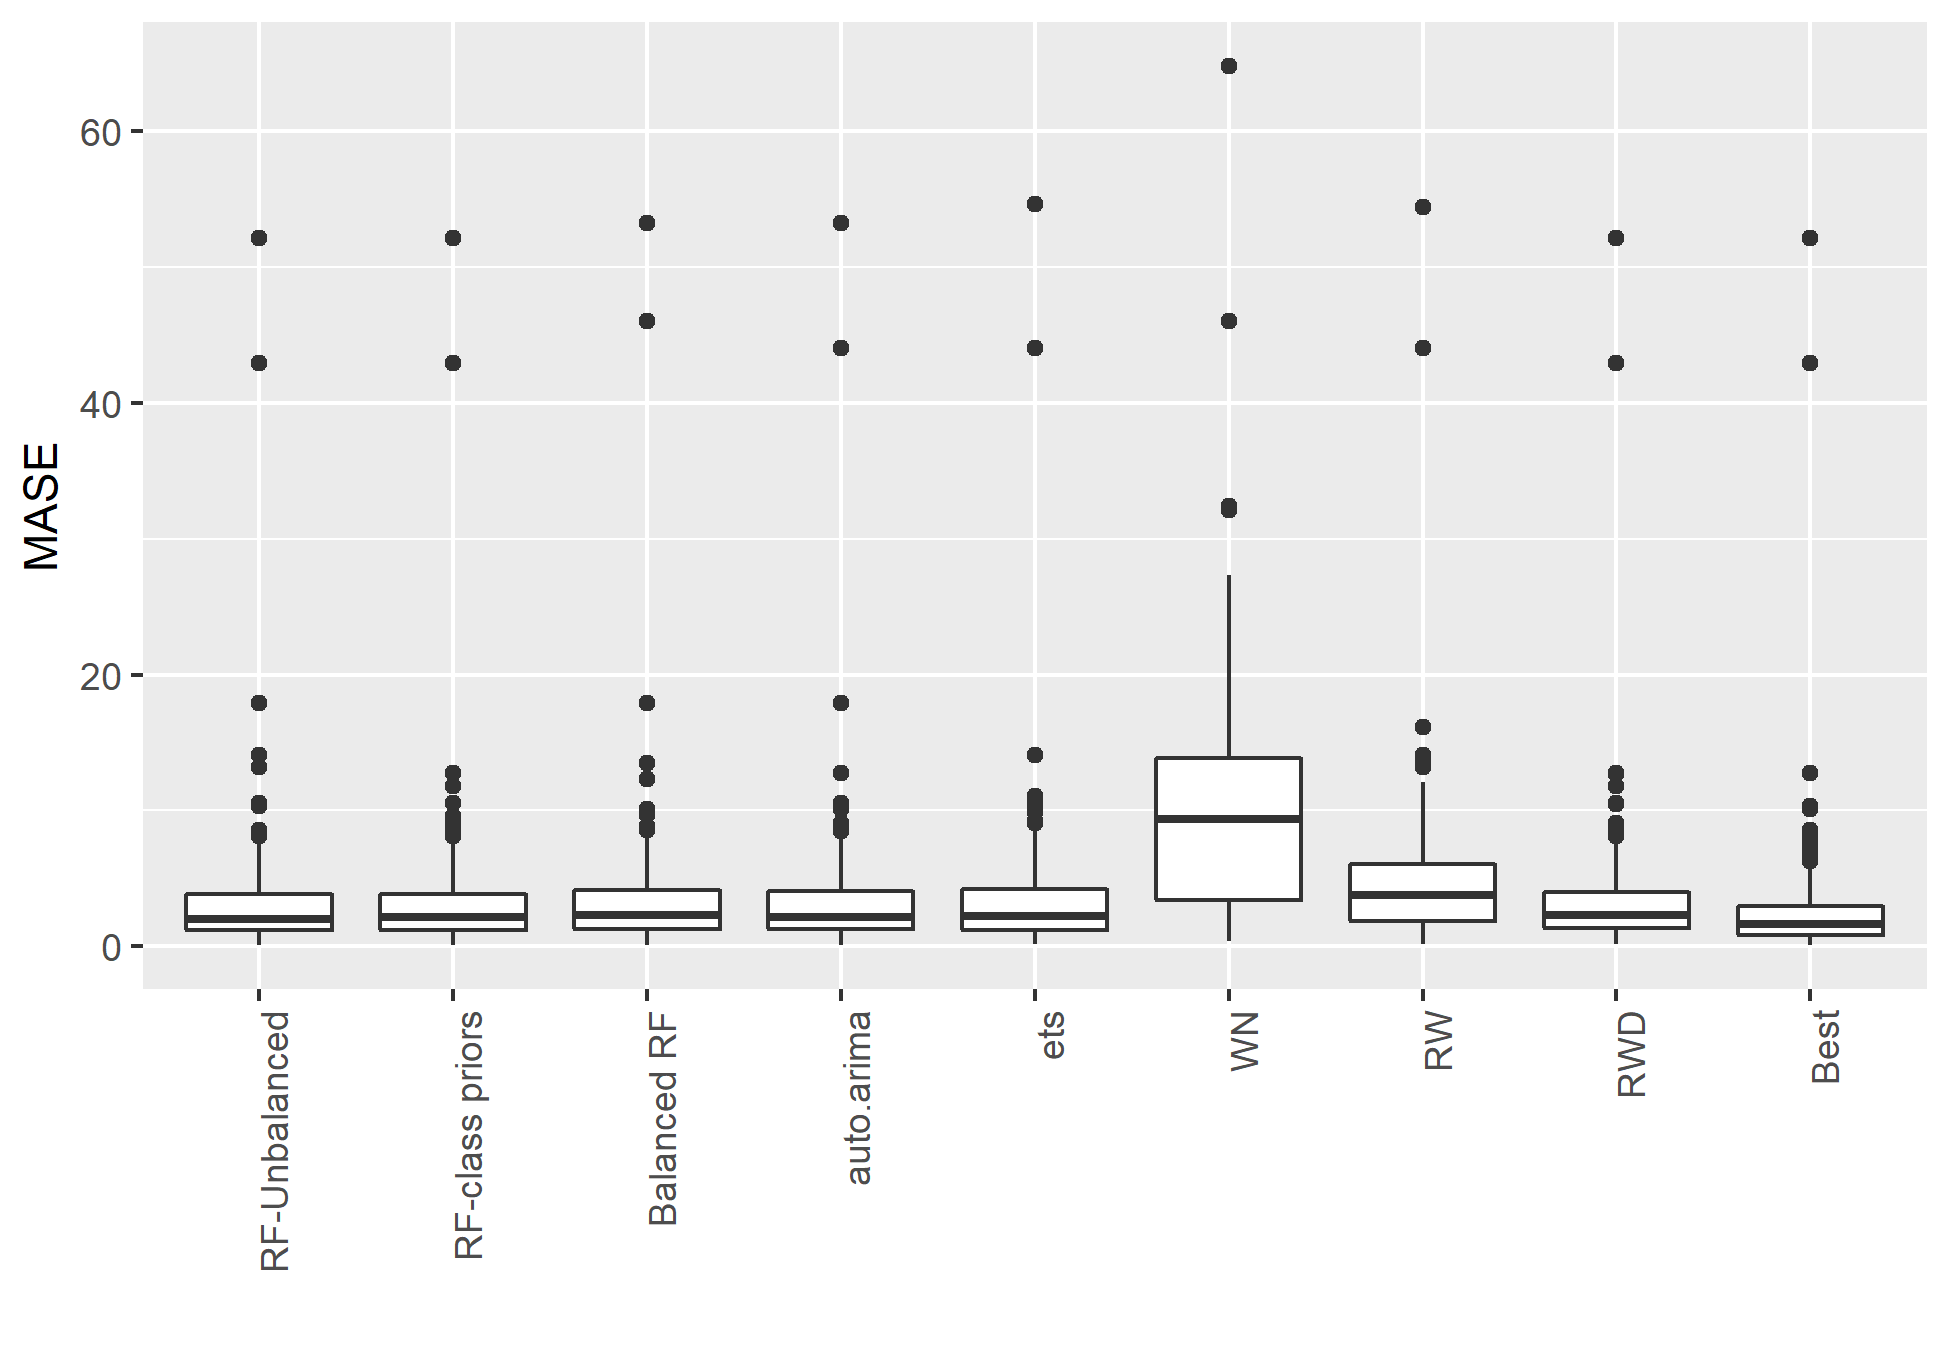 MASE
60
40
20
0
RF-Unbalanced
RF-class priors
Balanced RF
auto.arima
ets
WN
RW
RWD
Best